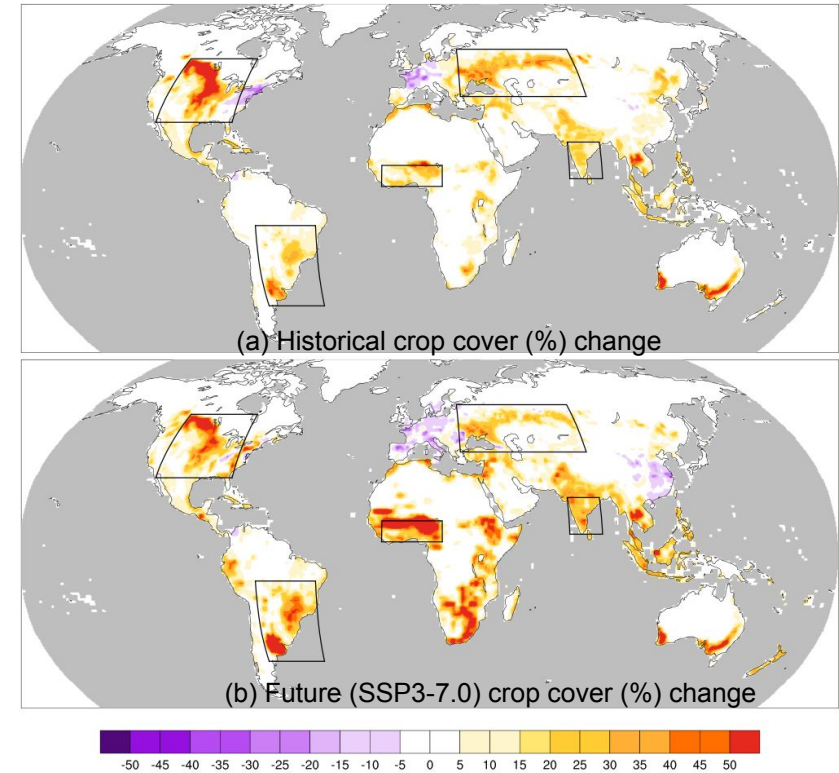 (a) Historical crop cover (%) change
(b) Future (SSP3-7.0) crop cover (%) change
-50 -45 -40 -35 -30 -25 -20 -15 -10 -5 0 5 10 15 20 25 30 35 40 45 50